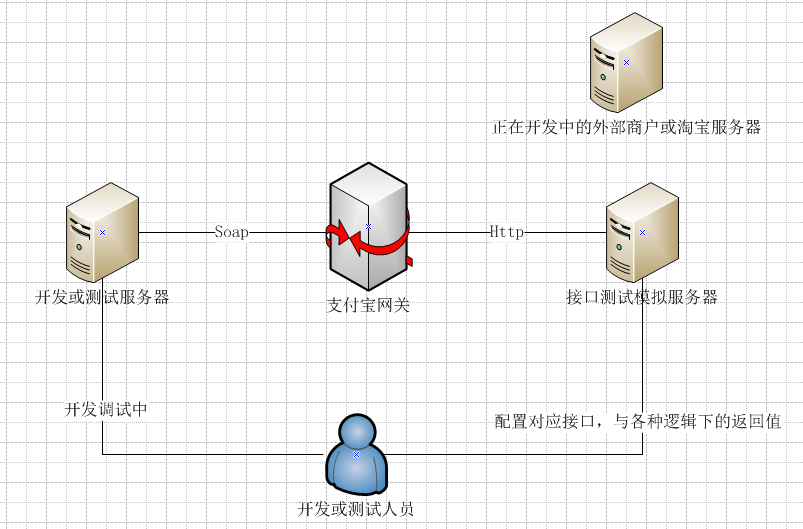 正在开发中的外部商户或淘宝服务器
Soap
Http
开发或测试服务器
支付宝网关
接口测试模拟服务器
开发调试中
配置对应接口，与各种逻辑下的返回值
开发或测试人员